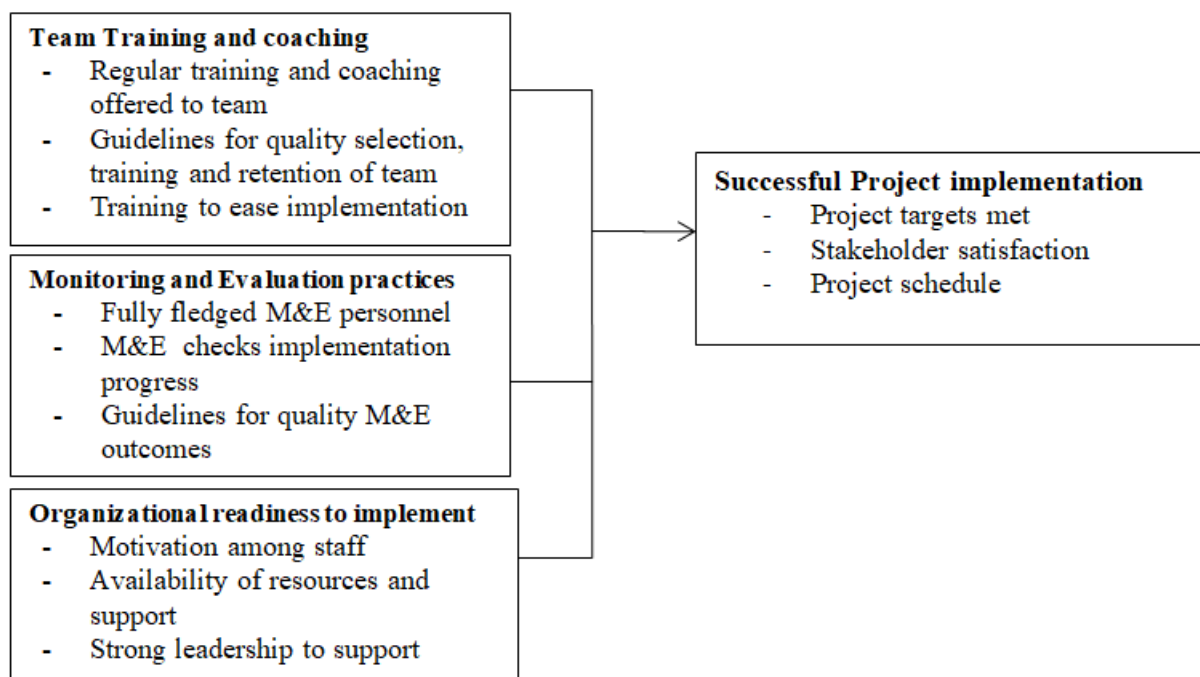 Team Training and coaching
- Regular training and coaching
offered to team
- Guidelines for quality selection,
training and retention of team
- Training to ease implementation
Monitoring and Evaluation practices
- Fully fledged M&E personnel
- M&E checks implementation
progress
- Guidelines for quality M&E
outcomes
Organizational readiness to implement
- Motivation among staff
- Availability of resources and
support
- Strong leadership to support
Successful Project implementation
- Project targets met
- Stakeholder satisfaction
- Project schedule